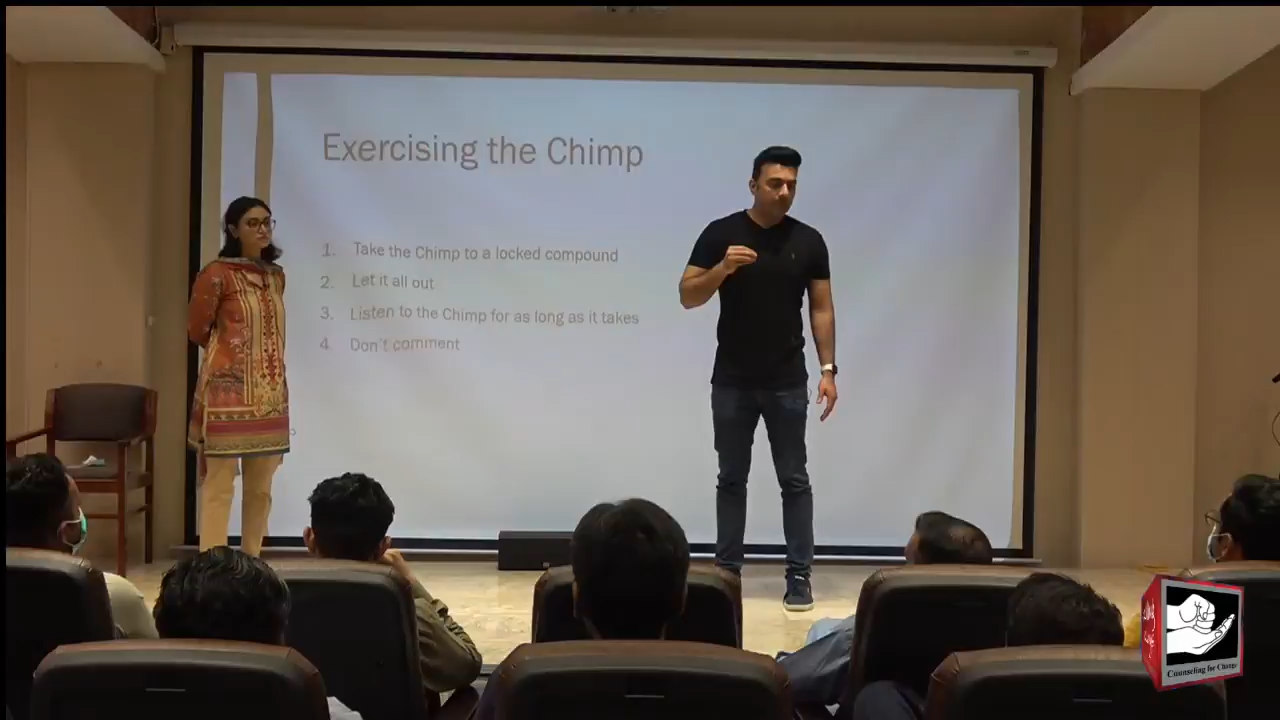 Exercising the Chimp
1. Take the Chimp to a locked compound
2. Let it all out
3. Listen to the Chimp for as long as it takes
4. Don't comment
Counseling for Change